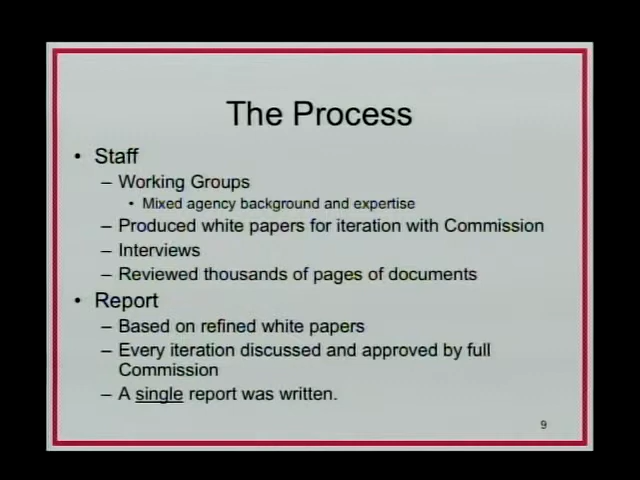 The Process
• Staff
– Working Groups
• Mixed agency background and expertise
– Produced white papers for iteration with Commission
– Interviews
– Reviewed thousands of pages of documents
• Report
– Based on refined white papers
– Every iteration discussed and approved by full
Commission
– A single report was written.
9